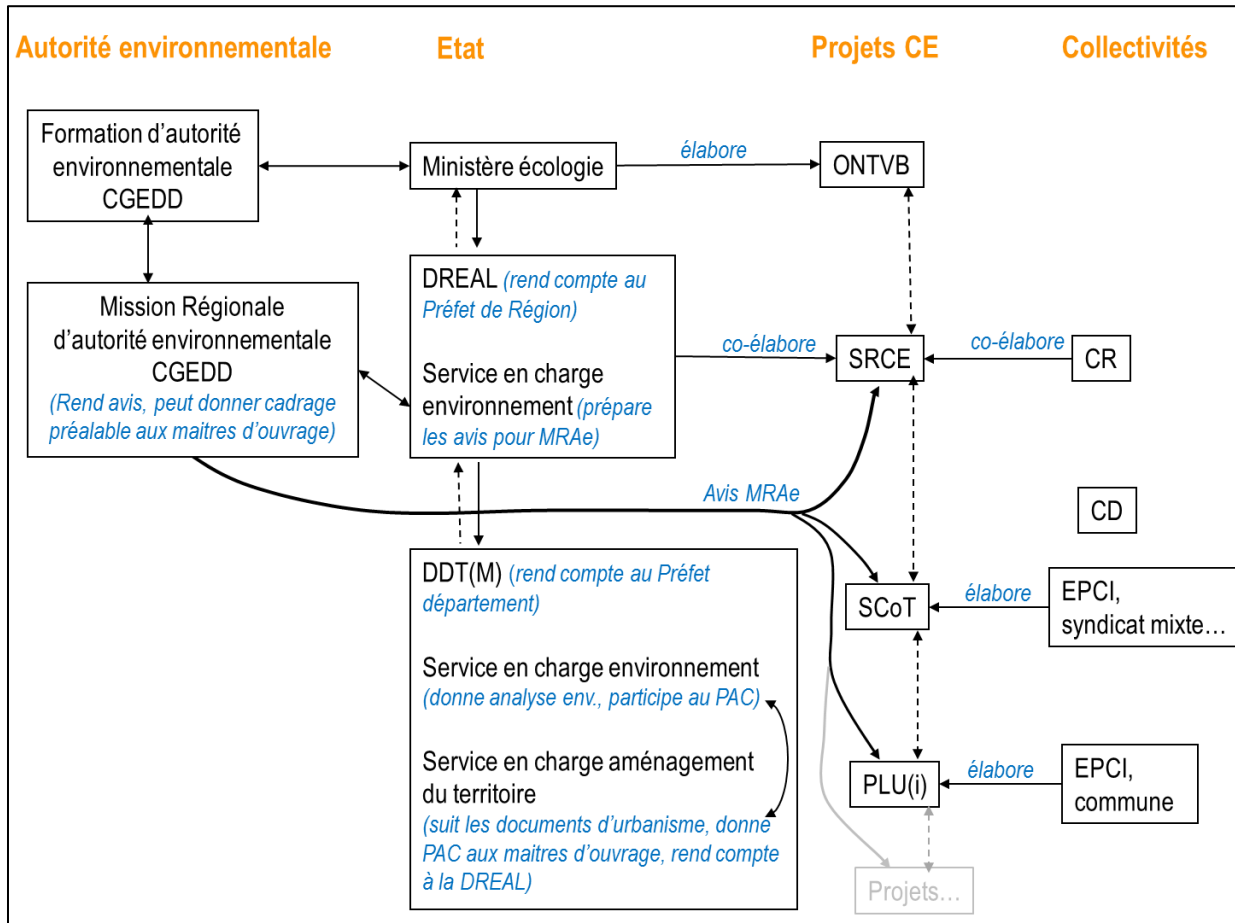 Autorité environnementale
Etat
Projets CE
Collectivités
Formation d'autorité
environnementale
CGEDD
Ministère écologie
élabore
ONTVB
Mission Régionale
d'autorité environnementale
CGEDD
(Rend avis, peut donner cadrage
préalable aux maitres d'ouvrage)
DREAL (rend compte au
Préfet de Région)
Service en charge
environnement (prépare
les avis pour MRAe)
co-élabore
SRCE
co-élabore
CR
Avis MRAe
CD
DDT(M) (rend compte au Préfet
département)
Service en charge environnement
(donne analyse env., participe au PAC)
Service en charge aménagement
du territoire
(suit les documents d'urbanisme, donne
PAC aux maitres d'ouvrage, rend compte
à la DREAL)
SCoT
élabore
EPCI,
syndicat mixte…
PLU(i)
élabore
EPCI,
commune
Projets…